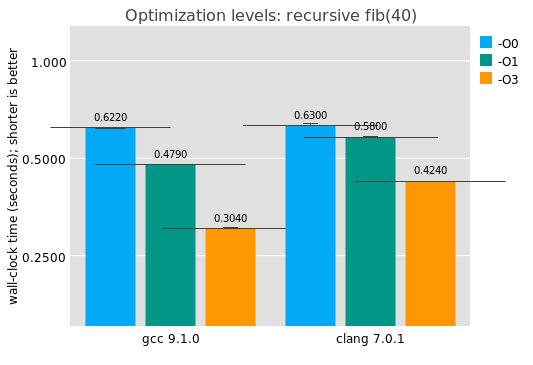 Optimization levels: recursive fib(40)
wall-clock time (seconds); shorter is better
1.000
0.5000
0.2500
0.6220
0.4790
0.3040
0.6300
0.5800
0.4240
gcc 9.1.0
clang 7.0.1
-O0
-O1
-O3